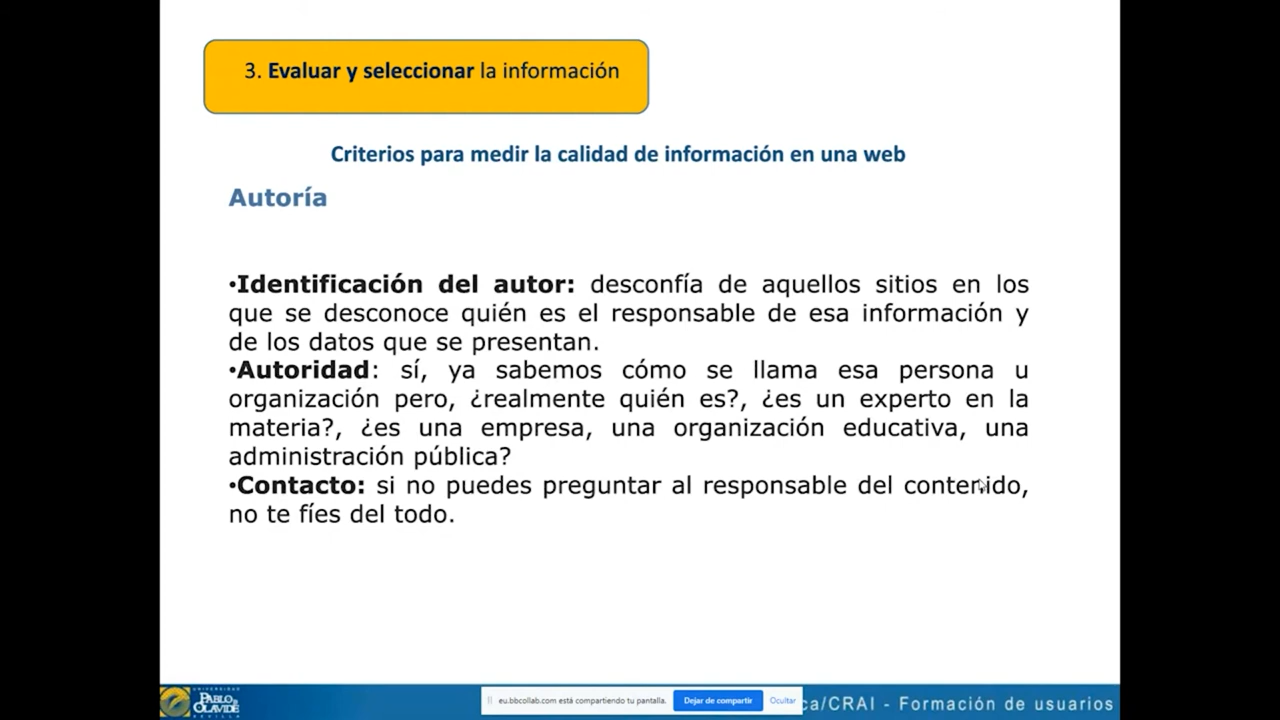 3. Evaluar y seleccionar la información
Criterios para medir la calidad de información en una web
Autoría
•Identificación del autor: desconfía de aquellos sitios en los
que se desconoce quién es el responsable de esa información y
de los datos que se presentan.
•Autoridad: sí, ya sabemos cómo se llama esa persona u
organización pero, ¿realmente quién es?, ¿es un experto en la
materia?, ¿es una empresa, una organización educativa, una
administración pública?
•Contacto: si no puedes preguntar al responsable del contenido,
no te fíes del todo.
UNIVERSIDAD
PABLO DE
OLAVIDE
SEVILLA
eu.bbcollab.com está compartiendo tu pantalla.
Dejar de compartir
Ocultar
ca/CRAI - Formación de usuarios